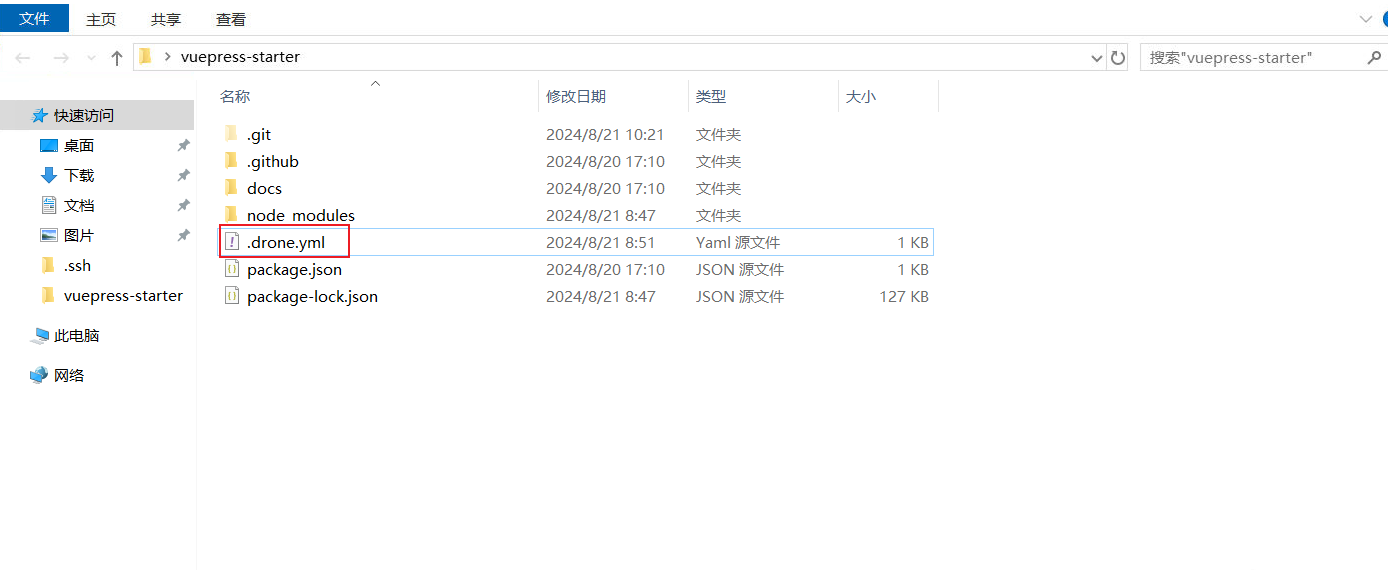 文件 主页 共享 查看
vuepress-starter 搜索"vuepress-starter"
名称 修改日期 类型 大小
快速访问
桌面
下载
文档
图片
.ssh
vuepress-starter
此电脑
网络
.git 2024/8/21 10:21 文件夹
.github 2024/8/20 17:10 文件夹
docs 2024/8/20 17:10 文件夹
node_modules 2024/8/21 8:47 文件夹
.drone.yml 2024/8/21 8:51 Yaml 源文件 1 KB
package.json 2024/8/20 17:10 JSON 源文件 1 KB
package-lock.json 2024/8/21 8:47 JSON 源文件 127 KB